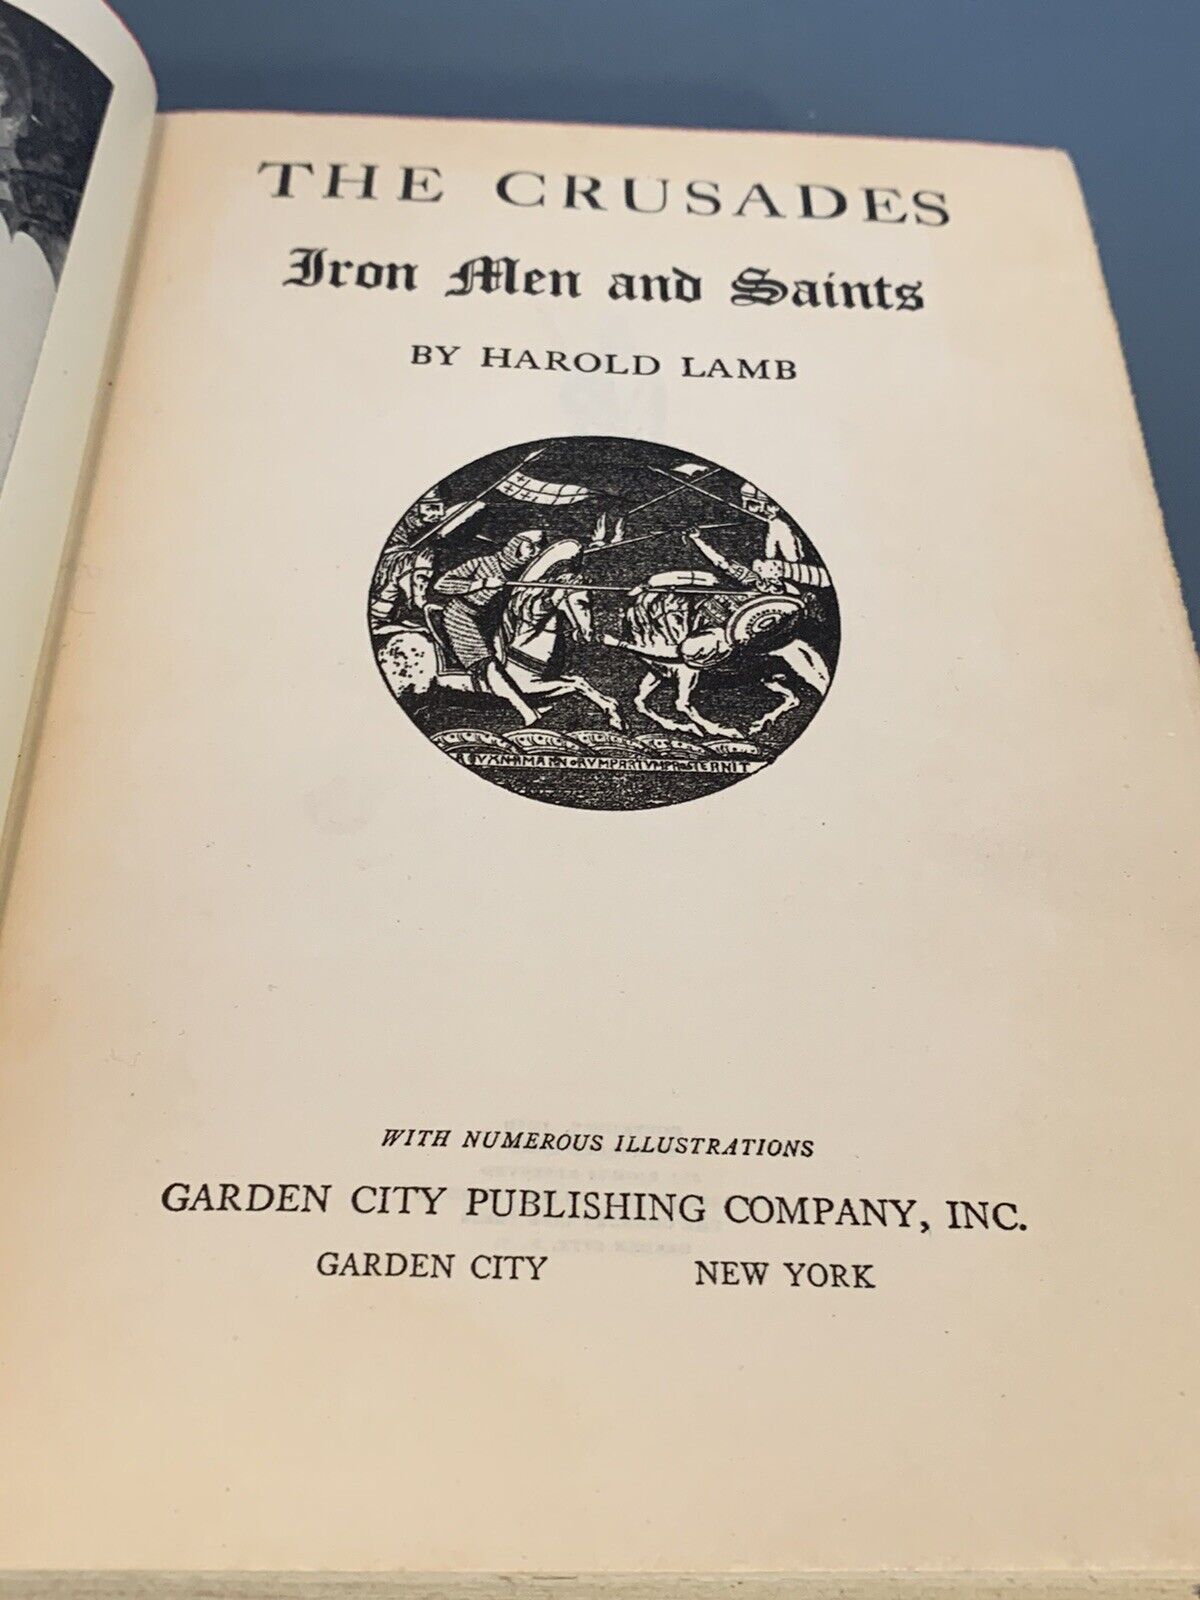 THE CRUSADES
Iron Men and Saints
BY HAROLD LAMB
WITH NUMEROUS ILLUSTRATIONS
GARDEN CITY PUBLISHING COMPANY, INC.
GARDEN CITY NEW YORK